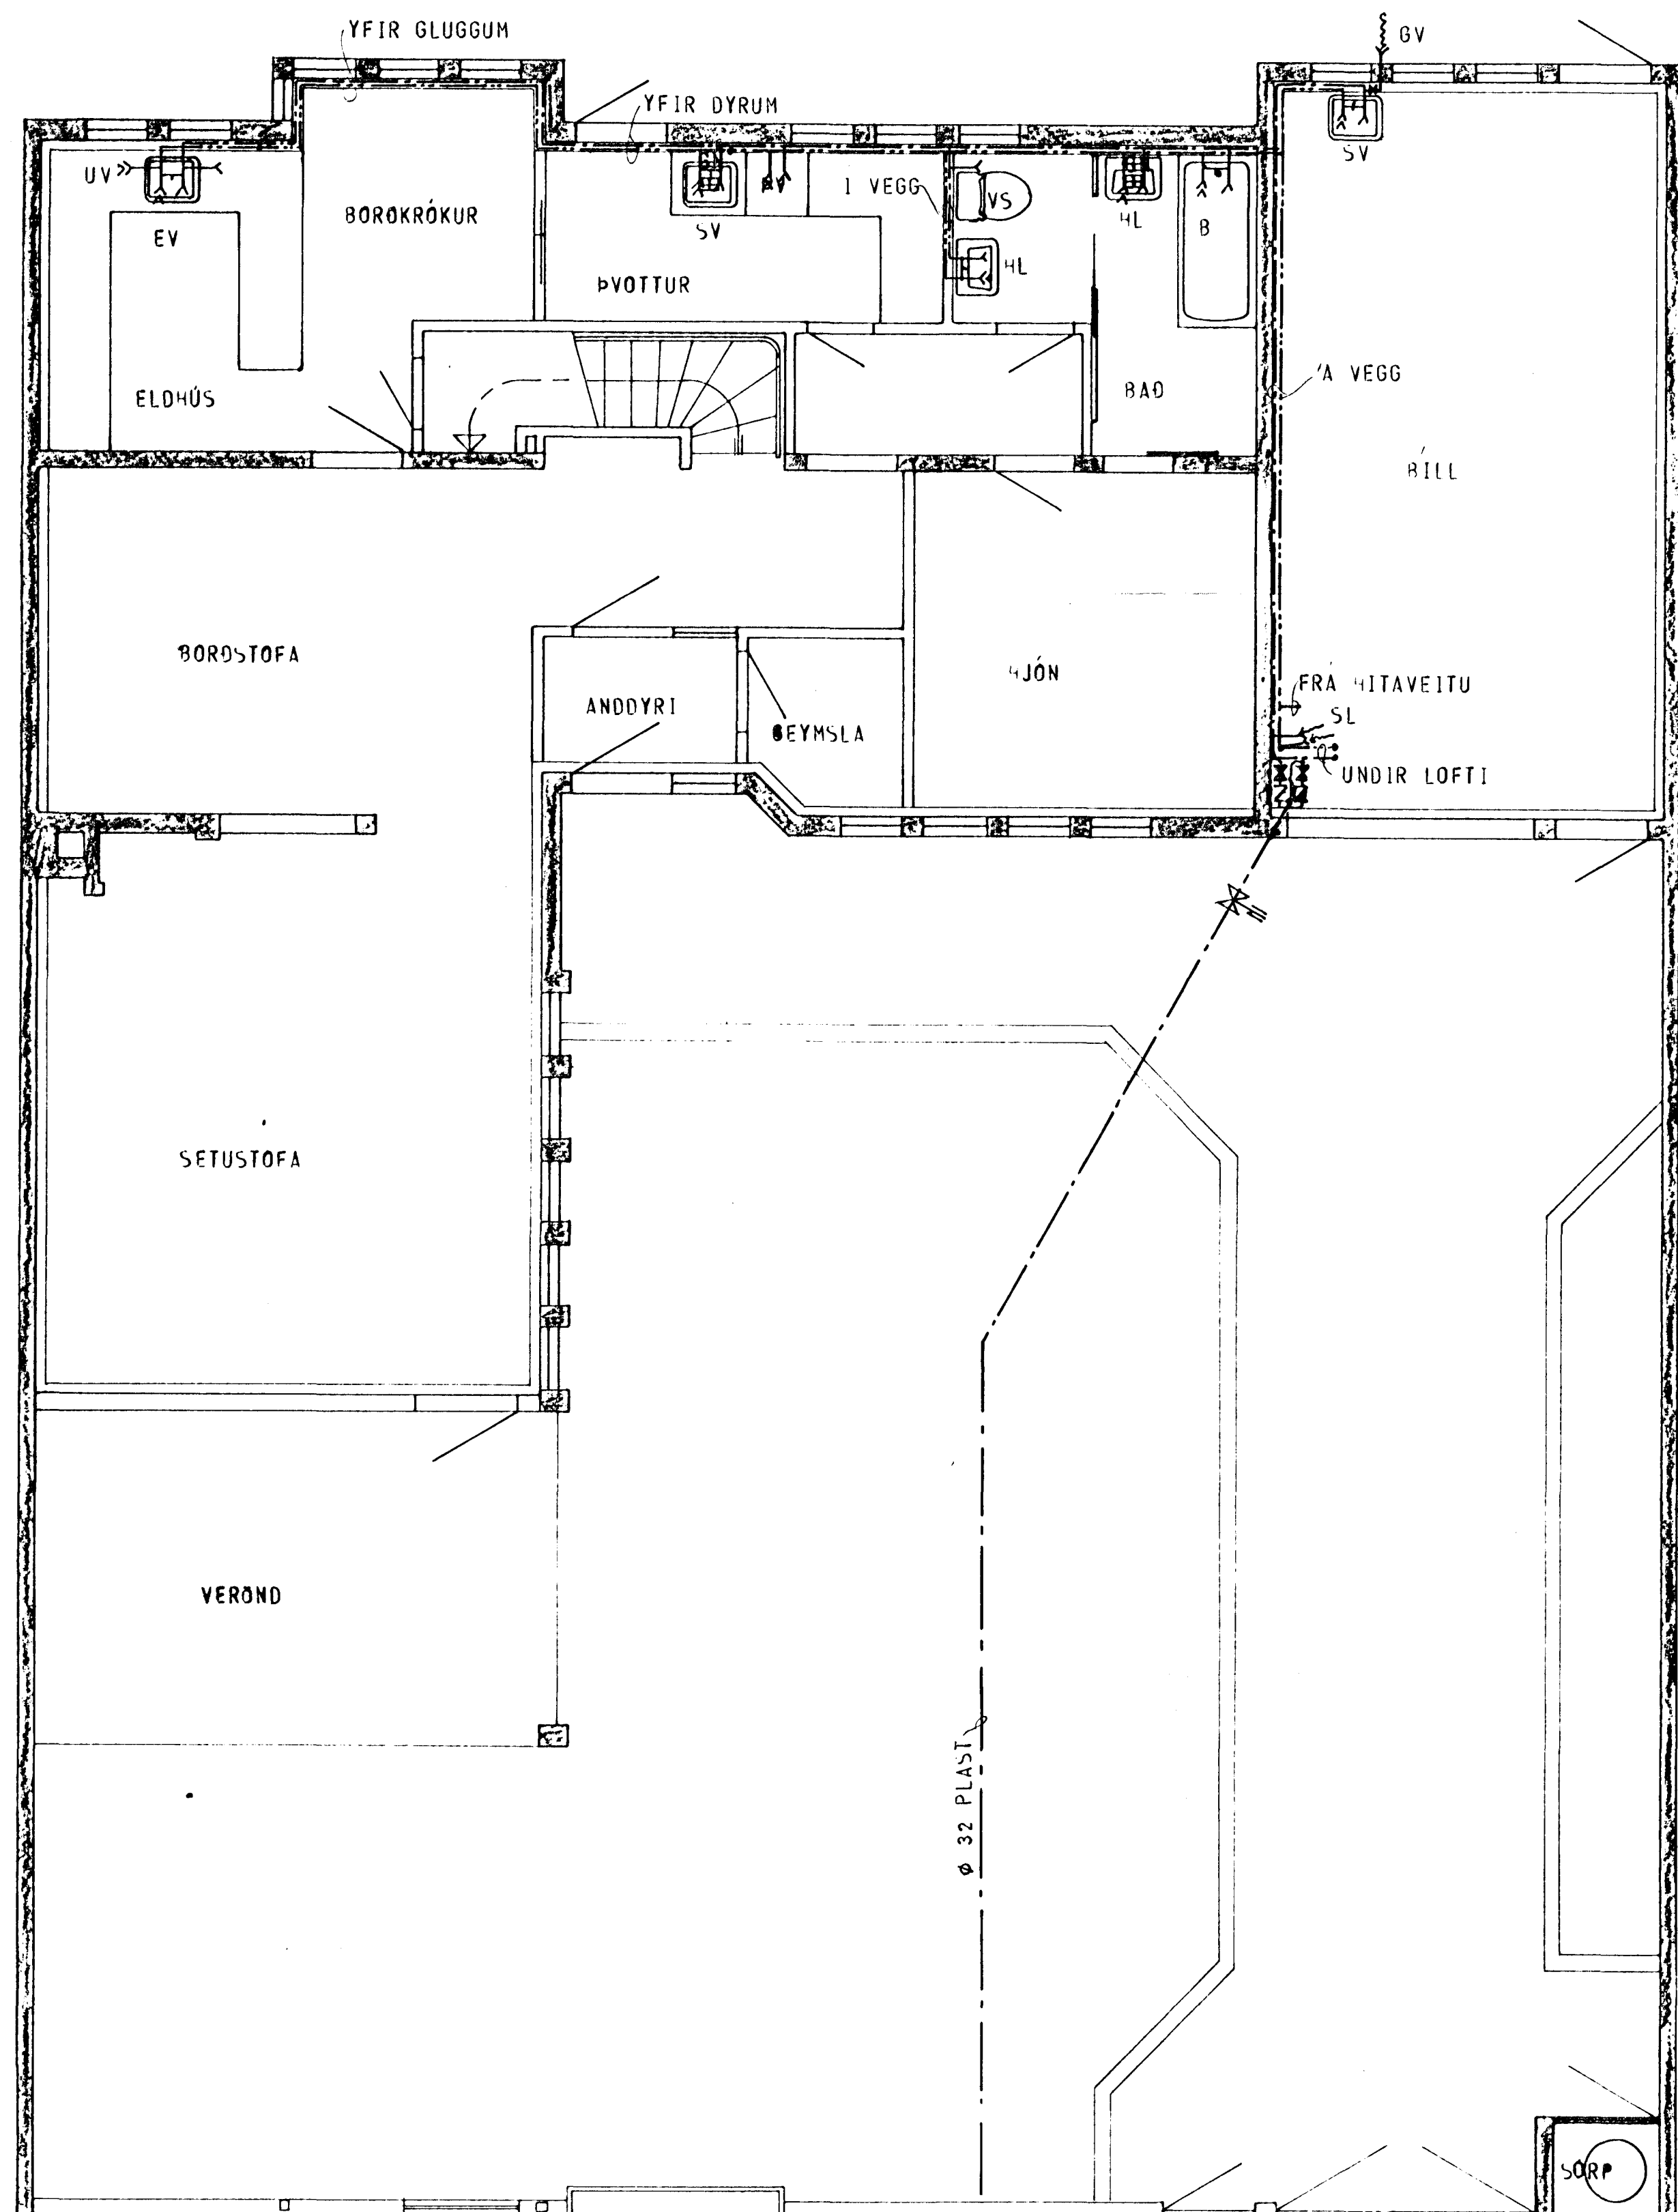 YFIR GLUGGUM
GV
YFIR DYRUM
SV
UV
I VEGG
VS
HL
B
BORÐKRÓKUR
EV
SV
HL
ÞVOTTUR
Á VEGG
ELDHÚS
BAÐ
BÍLL
BORÐSTOFA
HJÓN
FRÁ HITAVEITU
ANDDYRI
SL
GEYMSLA
UNDIR LOFTI
SETUSTOFA
VERÖND
Ø 32 PLAST
SORP